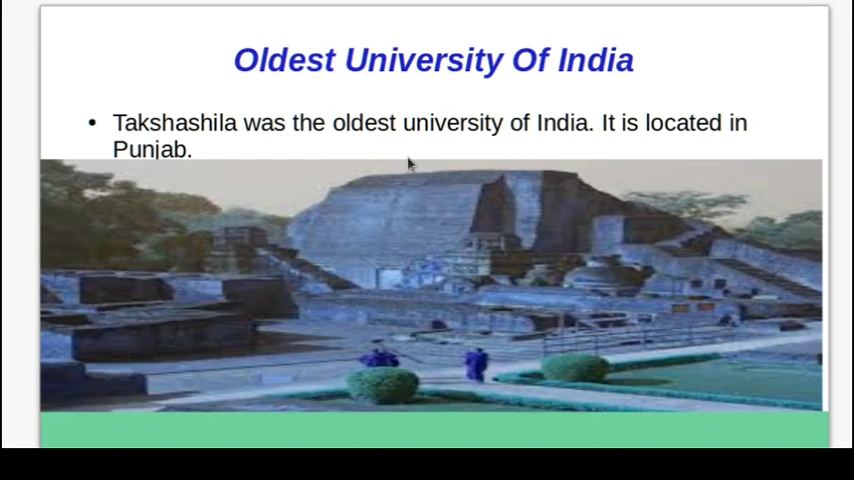 Oldest University Of India
• Takshashila was the oldest university of India. It is located in
Punjab.